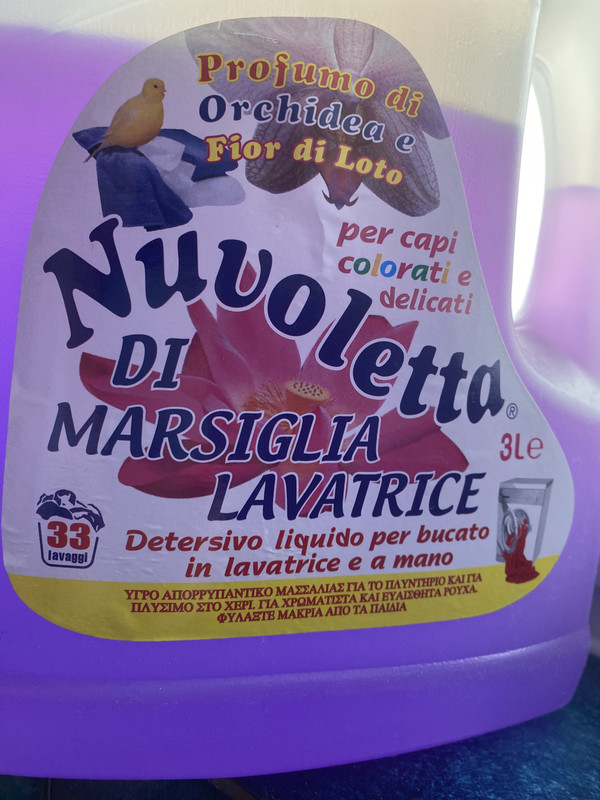 Profumo di
Orchidea e
Fior di Loto
per capi
colorati e
delicati
Nuvoletta®
DI
MARSIGLIA
LAVATRICE
3L e
33
lavaggi
Detersivo liquido per bucato
in lavatrice e a mano
ΥΓΡΟ ΑΠΟΡΡΥΠΑΝΤΙΚΟ ΜΑΣΣΑΛΙΑΣ ΓΙΑ ΤΟ ΠΛΥΝΤΗΡΙΟ ΚΑΙ ΓΙΑ
ΠΛΥΣΙΜΟ ΣΤΟ ΧΕΡΙ. ΓΙΑ ΧΡΩΜΑΤΙΣΤΑ ΚΑΙ ΕΥΑΙΣΘΗΤΑ ΡΟΥΧΑ.
ΦΥΛΑΞΤΕ ΜΑΚΡΙΑ ΑΠΟ ΤΑ ΠΑΙΔΙΑ